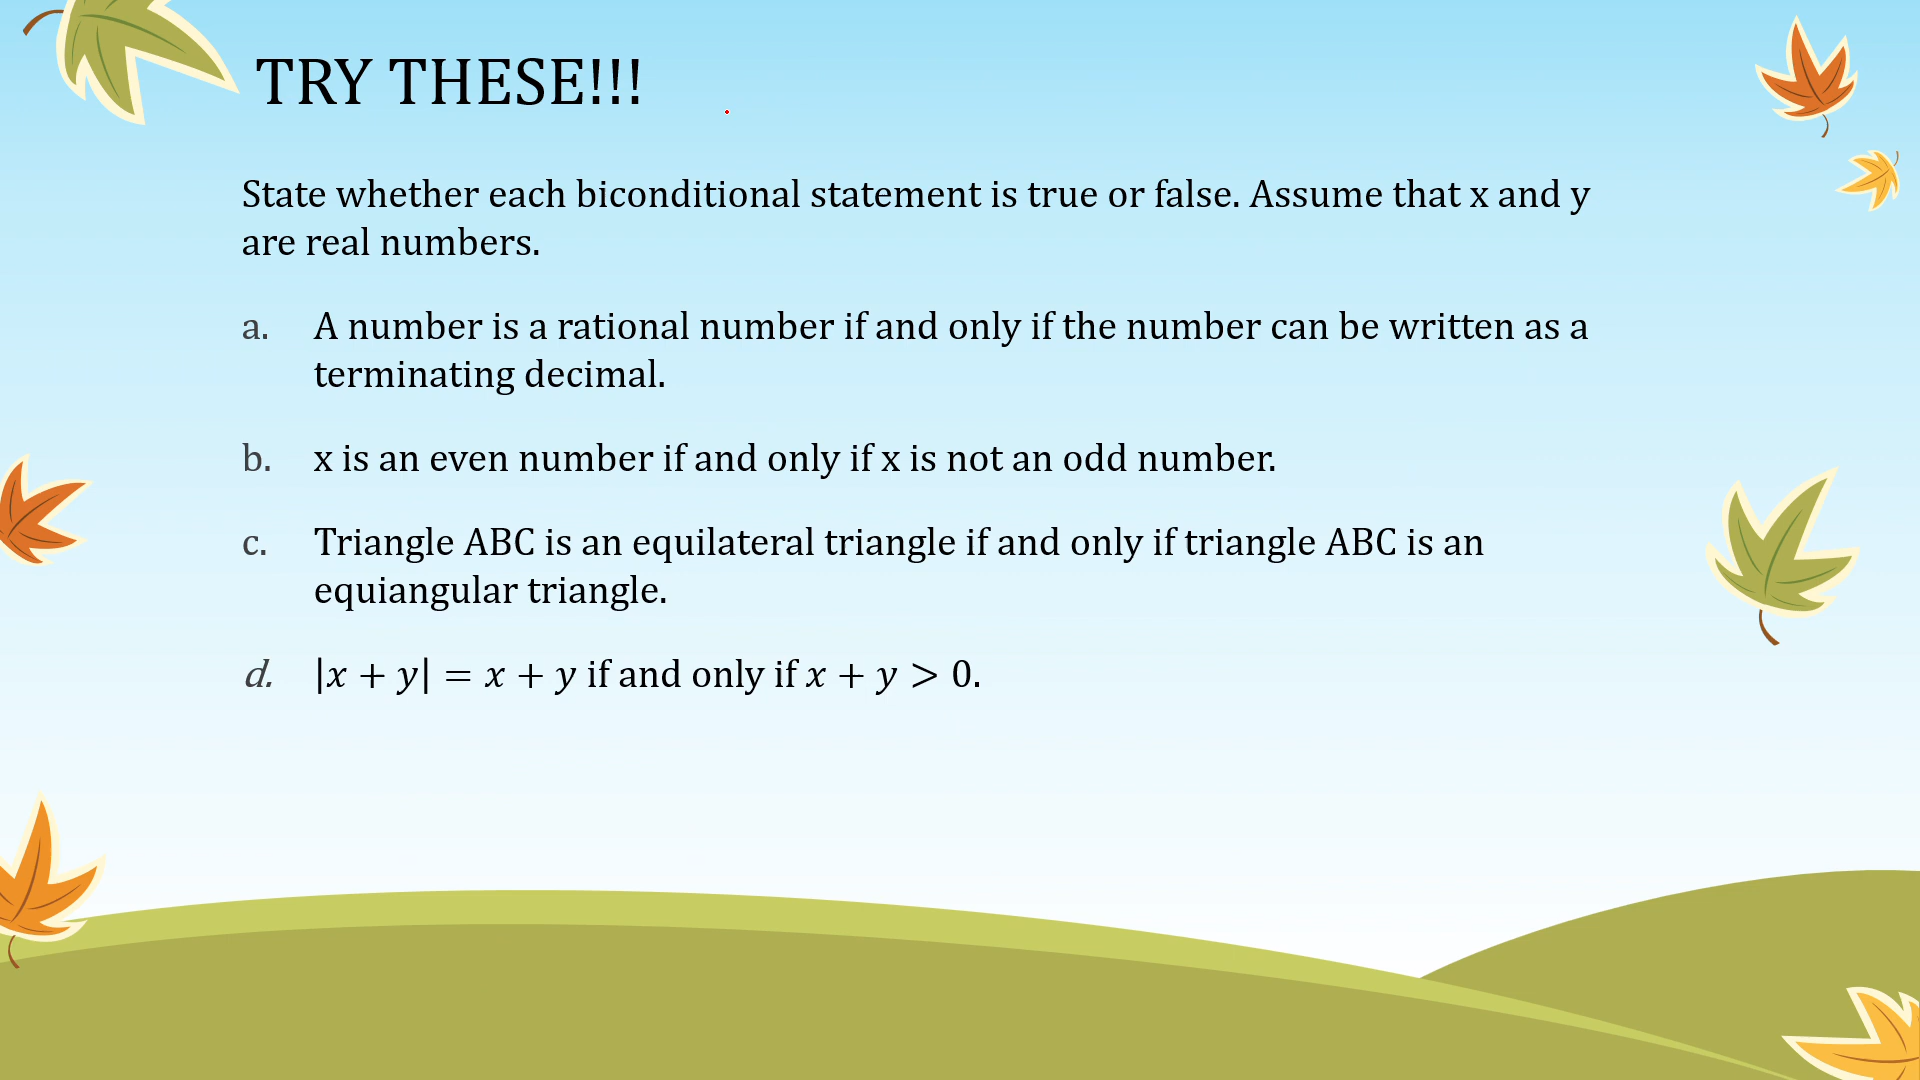 TRY THESE!!!
State whether each biconditional statement is true or false. Assume that x and y
are real numbers.
a. A number is a rational number if and only if the number can be written as a
terminating decimal.
b. x is an even number if and only if x is not an odd number.
c. Triangle ABC is an equilateral triangle if and only if triangle ABC is an
equiangular triangle.
d. |x + y| = x + y if and only if x + y > 0.